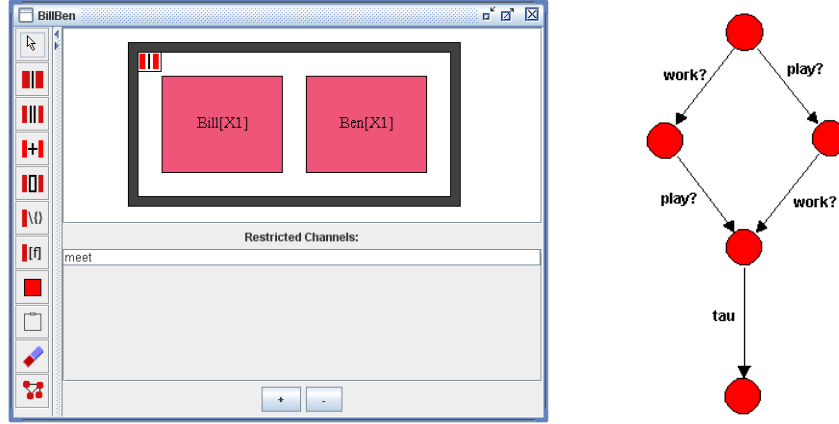 BillBen
\{}
[f]
Bill[X1]
Ben[X1]
Restricted Channels:
meet
+
-
work?
play?
play?
work?
tau